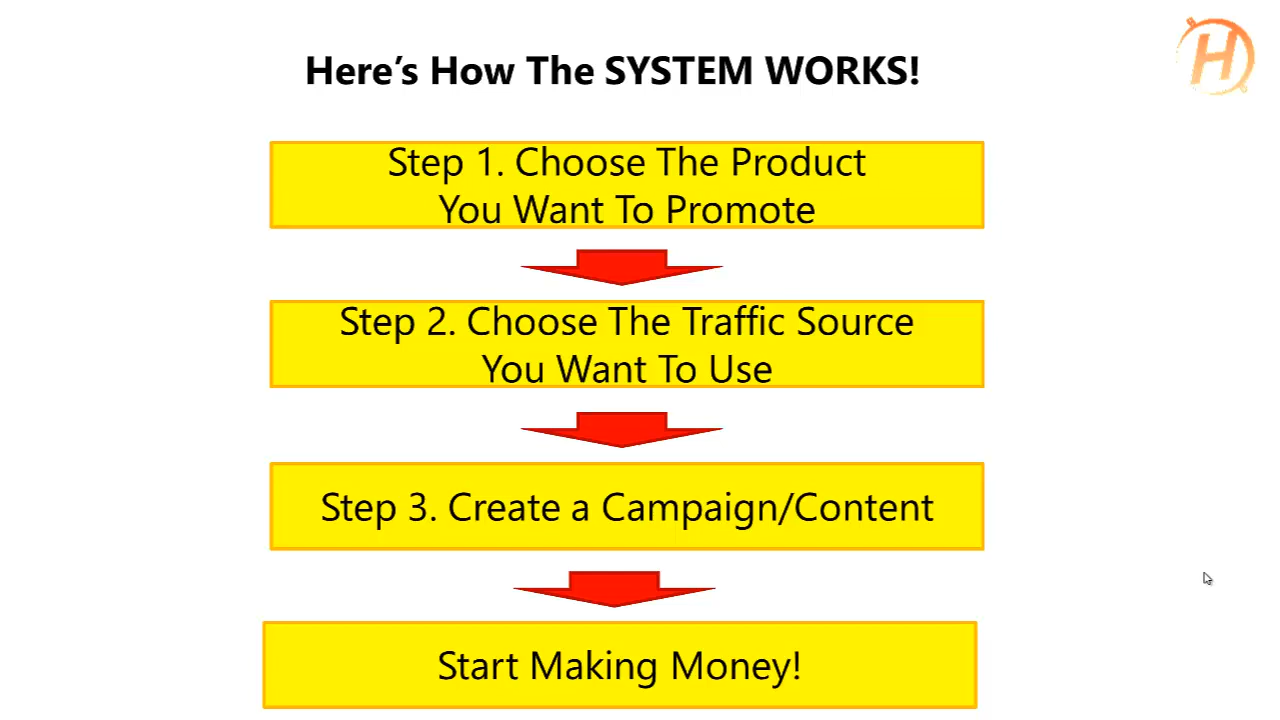 Here’s How The SYSTEM WORKS!
H
Step 1. Choose The Product
You Want To Promote
Step 2. Choose The Traffic Source
You Want To Use
Step 3. Create a Campaign/Content
Start Making Money!